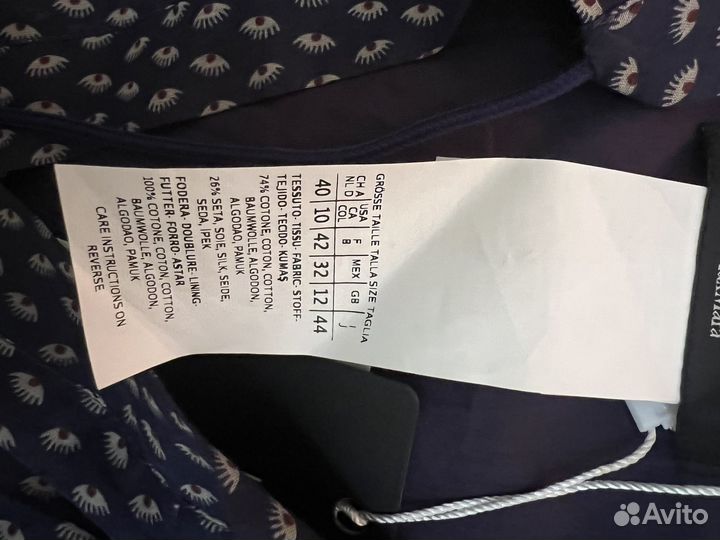 GRÖSSE TAILLE TALLA SIZE TAGLIA
CH A USA F MEX GB I
NL D CA B
COL
40 10 42 32 12 44
TESSUTO- TISSU- FABRIC- STOFF-
TEJIDO- TECIDO- KUMAŞ
74% COTONE, COTON, COTTON,
BAUMWOLLE, ALGODON,
ALGODAO, PAMUK
26% SETA, SOIE, SILK, SEIDE,
SEDA, IPEK
FODERA- DOUBLURE- LINING-
FUTTER- FORRO- ASTAR
100% COTONE, COTON, COTTON,
BAUMWOLLE, ALGODON,
ALGODAO, PAMUK
CARE INSTRUCTIONS ON
REVERSE
Avito